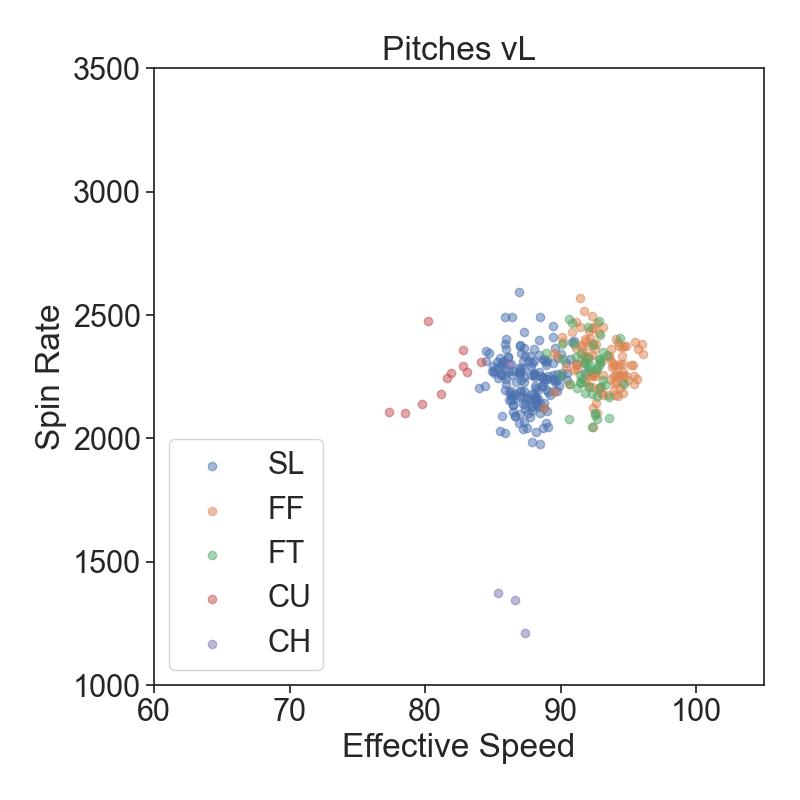 Pitches vL
3500
3000
2500
2000
1500
1000
Spin Rate
SL
FF
FT
CU
CH
60 70 80 90 100
Effective Speed